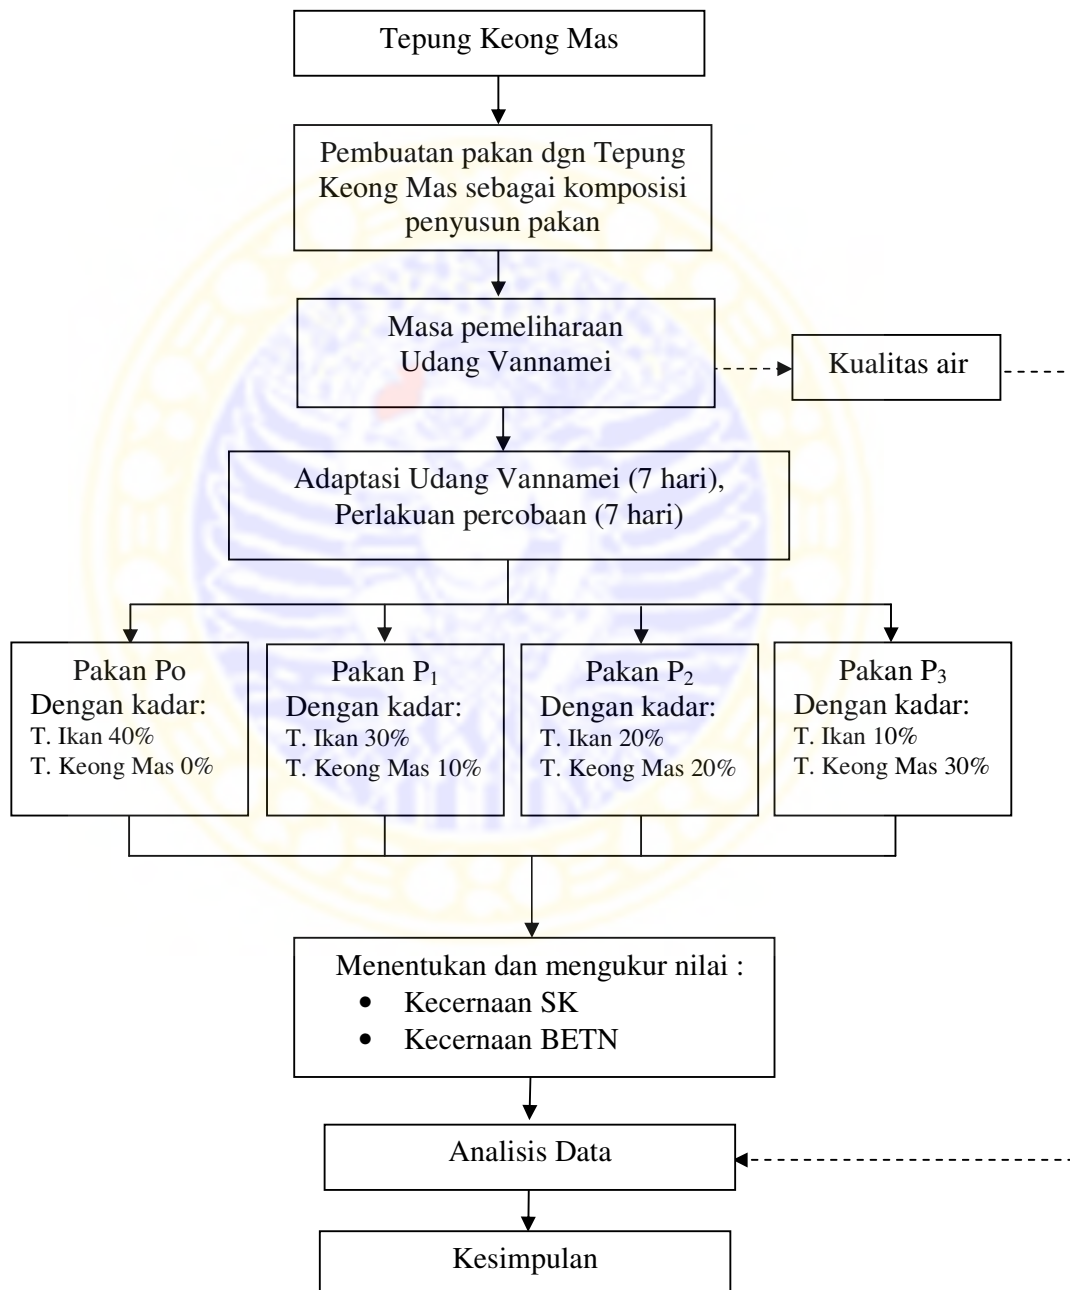 Tepung Keong Mas
Pembuatan pakan dgn Tepung
Keong Mas sebagai komposisi
penyusun pakan
Masa pemeliharaan
Udang Vannamei
Kualitas air
Adaptasi Udang Vannamei (7 hari),
Perlakuan percobaan (7 hari)
Pakan Po
Dengan kadar:
T. Ikan 40%
T. Keong Mas 0%
Pakan P₁
Dengan kadar:
T. Ikan 30%
T. Keong Mas 10%
Pakan P₂
Dengan kadar:
T. Ikan 20%
T. Keong Mas 20%
Pakan P₃
Dengan kadar:
T. Ikan 10%
T. Keong Mas 30%
Menentukan dan mengukur nilai :
• Kecernaan SK
• Kecernaan BETN
Analisis Data
Kesimpulan